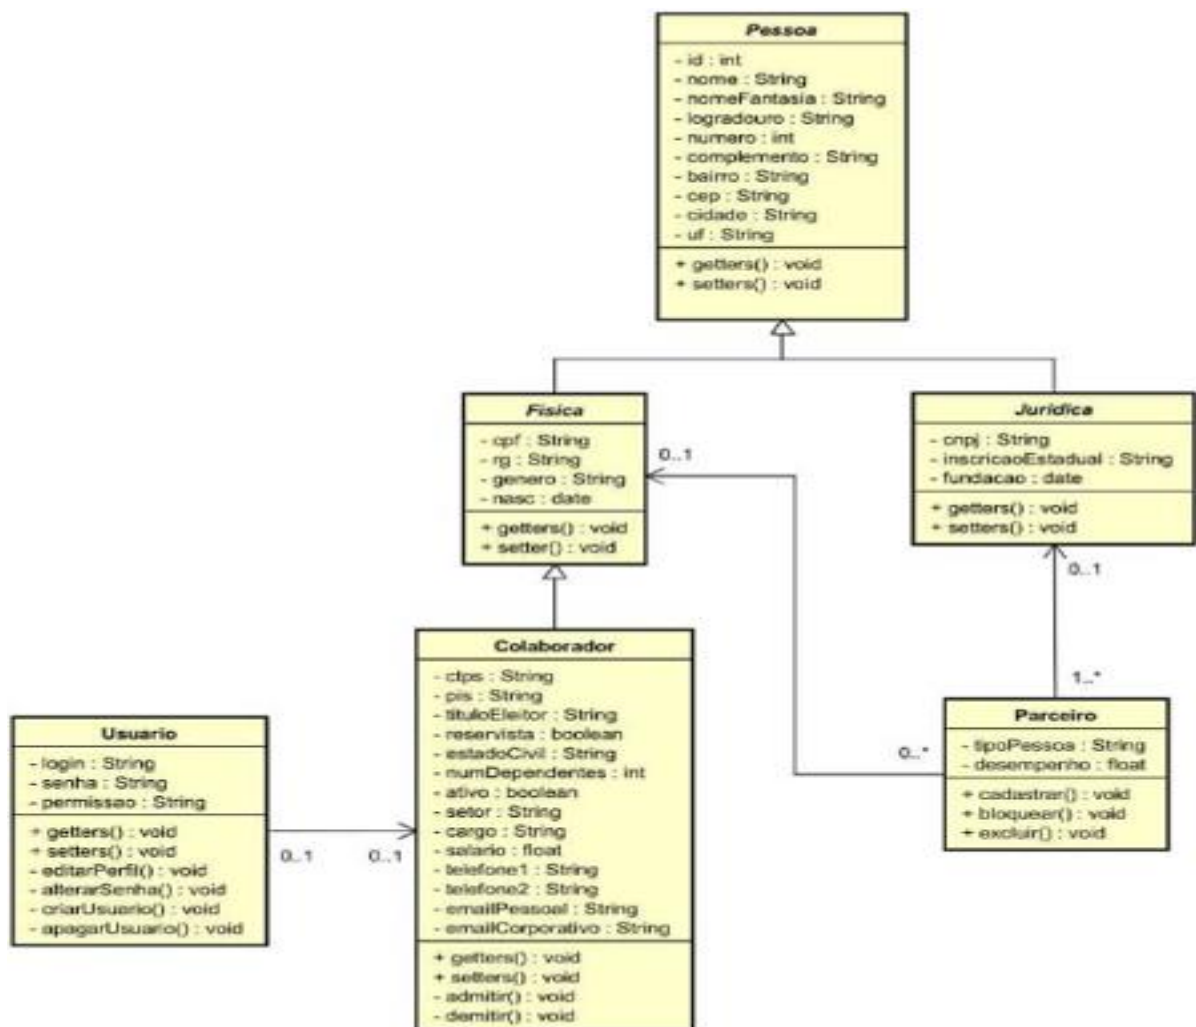 Pessoa
- id : int
- nome : String
- nomeFantasia : String
- logradouro : String
- numero : int
- complemento : String
- bairro : String
- cep : String
- cidade : String
- uf : String
+ getters() : void
+ setters() : void
Fisica
- cpf : String
- rg : String
- genero : String
- nasc : date
+ getters() : void
+ setter() : void
0..1
Juridica
- cnpj : String
- inscricaoEstadual : String
- fundacao : date
+ getters() : void
+ setters() : void
0..1
1..*
Colaborador
- ctps : String
- pis : String
- tituloEleitor : String
- reservista : boolean
- estadoCivil : String
- numDependentes : int
- ativo : boolean
- setor : String
- cargo : String
- salario : float
- telefone1 : String
- telefone2 : String
- emailPessoal : String
- emailCorporativo : String
+ getters() : void
+ setters() : void
- admitir() : void
- demitir() : void
Usuario
- login : String
- senha : String
- permissao : String
+ getters() : void
+ setters() : void
- editarPerfil() : void
- alterarSenha() : void
- criarUsuario() : void
- apagarUsuario() : void
0..1
0..1
Parceiro
- tipoPessoa : String
- desempenho : float
+ cadastrar() : void
+ bloquear() : void
+ excluir() : void
0..*